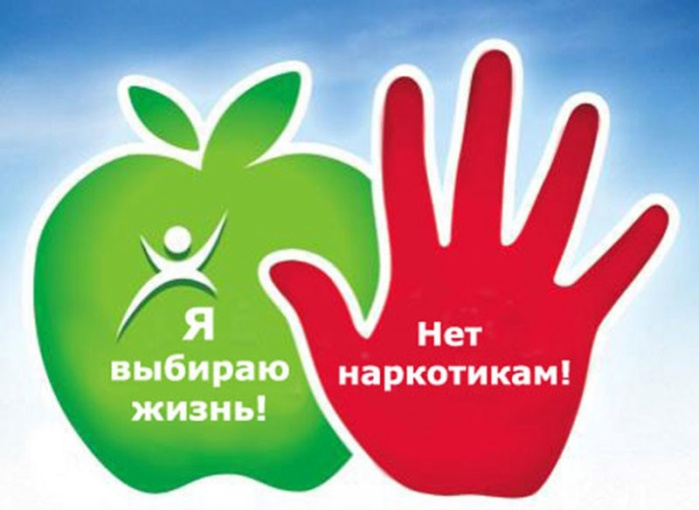 Я
выбираю
жизнь!
Нет
наркотикам!